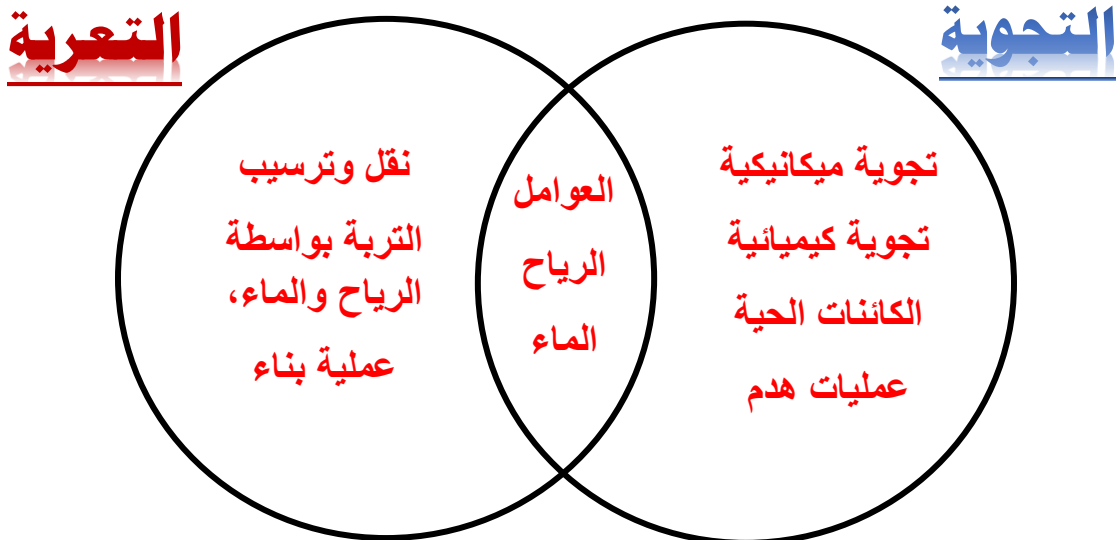 التجوية
التعرية
تجوية ميكانيكية
تجوية كيميائية
الكائنات الحية
عمليات هدم
العوامل
الرياح
الماء
نقل وترسيب
التربة بواسطة
الرياح والماء،
عملية بناء